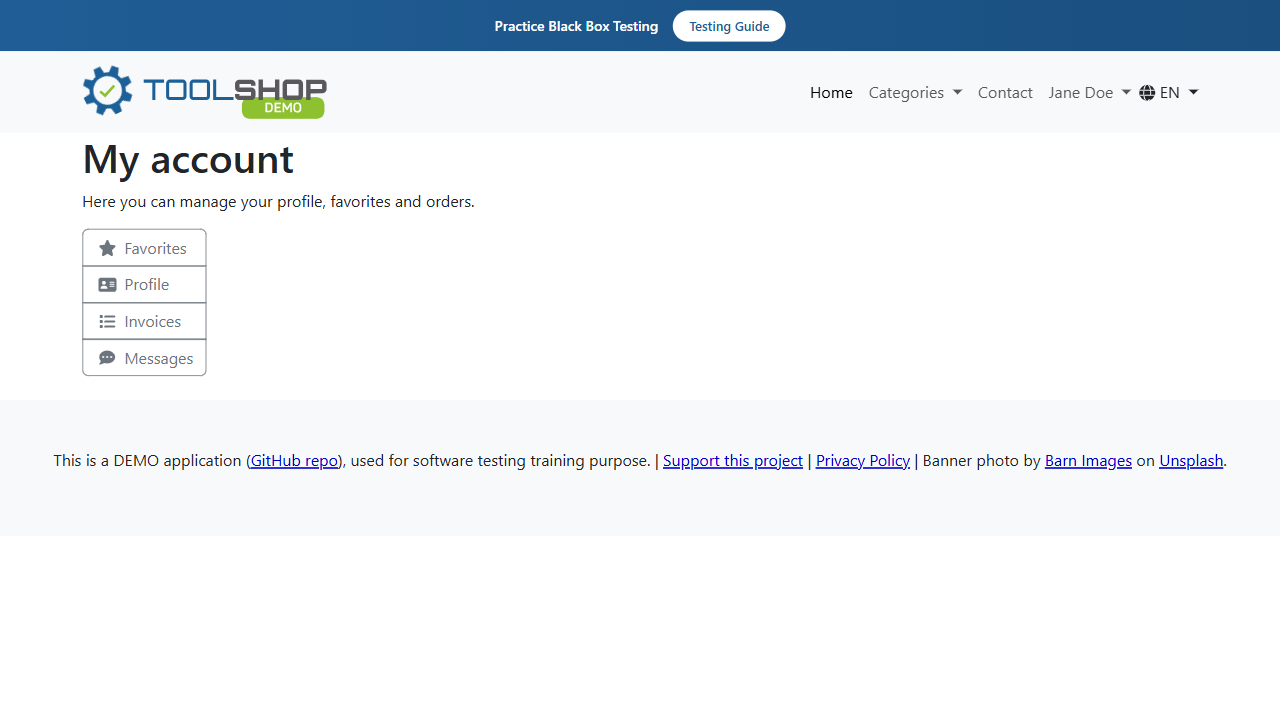 Practice Black Box Testing Testing Guide
TOOLSHOP DEMO
Home Categories Contact Jane Doe EN
My account
Here you can manage your profile, favorites and orders.
Favorites
Profile
Invoices
Messages
This is a DEMO application (GitHub repo), used for software testing training purpose. | Support this project | Privacy Policy | Banner photo by Barn Images on Unsplash.